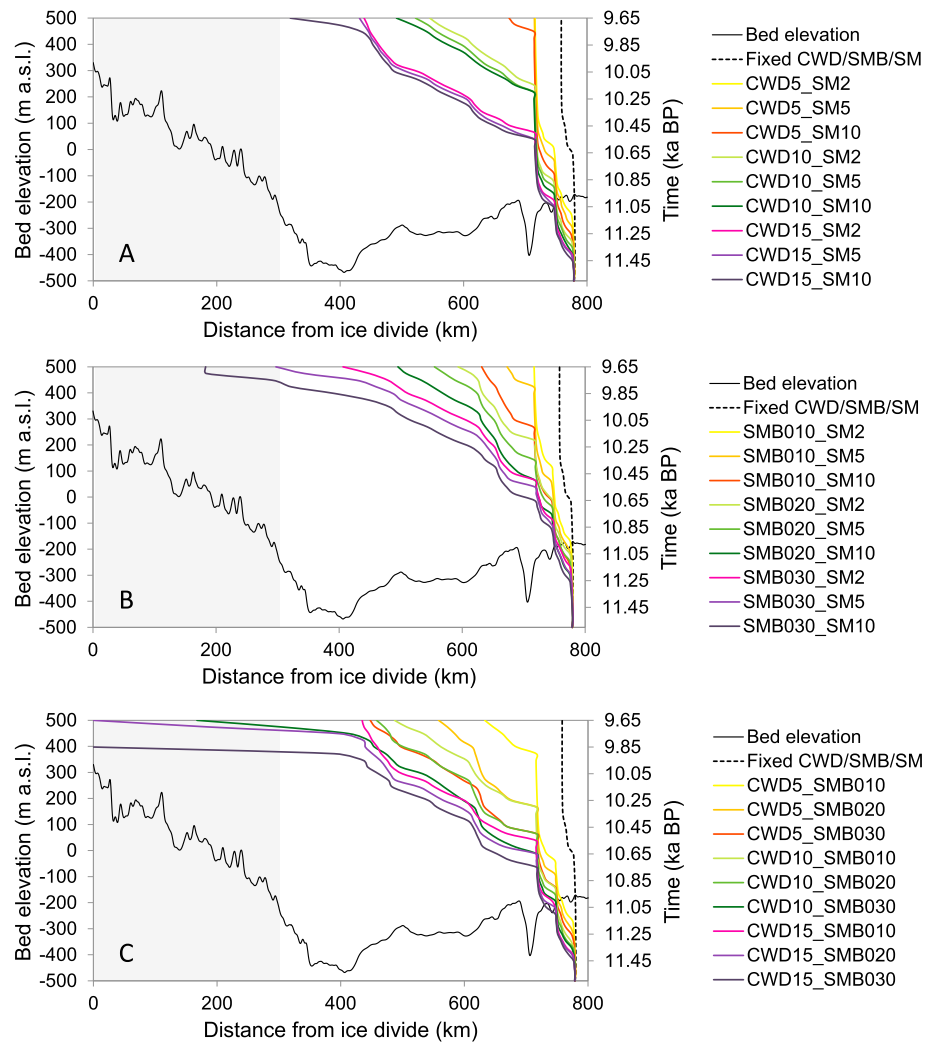 500
400
300
200
100
0
-100
-200
-300
-400
-500
Bed elevation (m a.s.l.)
A
0
200
400
600
800
Distance from ice divide (km)
9.65
9.85
10.05
10.25
10.45
10.65
10.85
11.05
11.25
11.45
Time (ka BP)
Bed elevation
Fixed CWD/SMB/SM
CWD5_SM2
CWD5_SM5
CWD5_SM10
CWD10_SM2
CWD10_SM5
CWD10_SM10
CWD15_SM2
CWD15_SM5
CWD15_SM10
500
400
300
200
100
0
-100
-200
-300
-400
-500
Bed elevation (m a.s.l.)
B
0
200
400
600
800
Distance from ice divide (km)
9.65
9.85
10.05
10.25
10.45
10.65
10.85
11.05
11.25
11.45
Time (ka BP)
Bed elevation
Fixed CWD/SMB/SM
SMB010_SM2
SMB010_SM5
SMB010_SM10
SMB020_SM2
SMB020_SM5
SMB020_SM10
SMB030_SM2
SMB030_SM5
SMB030_SM10
500
400
300
200
100
0
-100
-200
-300
-400
-500
Bed elevation (m a.s.l.)
C
0
200
400
600
800
Distance from ice divide (km)
9.65
9.85
10.05
10.25
10.45
10.65
10.85
11.05
11.25
11.45
Time (ka BP)
Bed elevation
Fixed CWD/SMB/SM
CWD5_SMB010
CWD5_SMB020
CWD5_SMB030
CWD10_SMB010
CWD10_SMB020
CWD10_SMB030
CWD15_SMB010
CWD15_SMB020
CWD15_SMB030